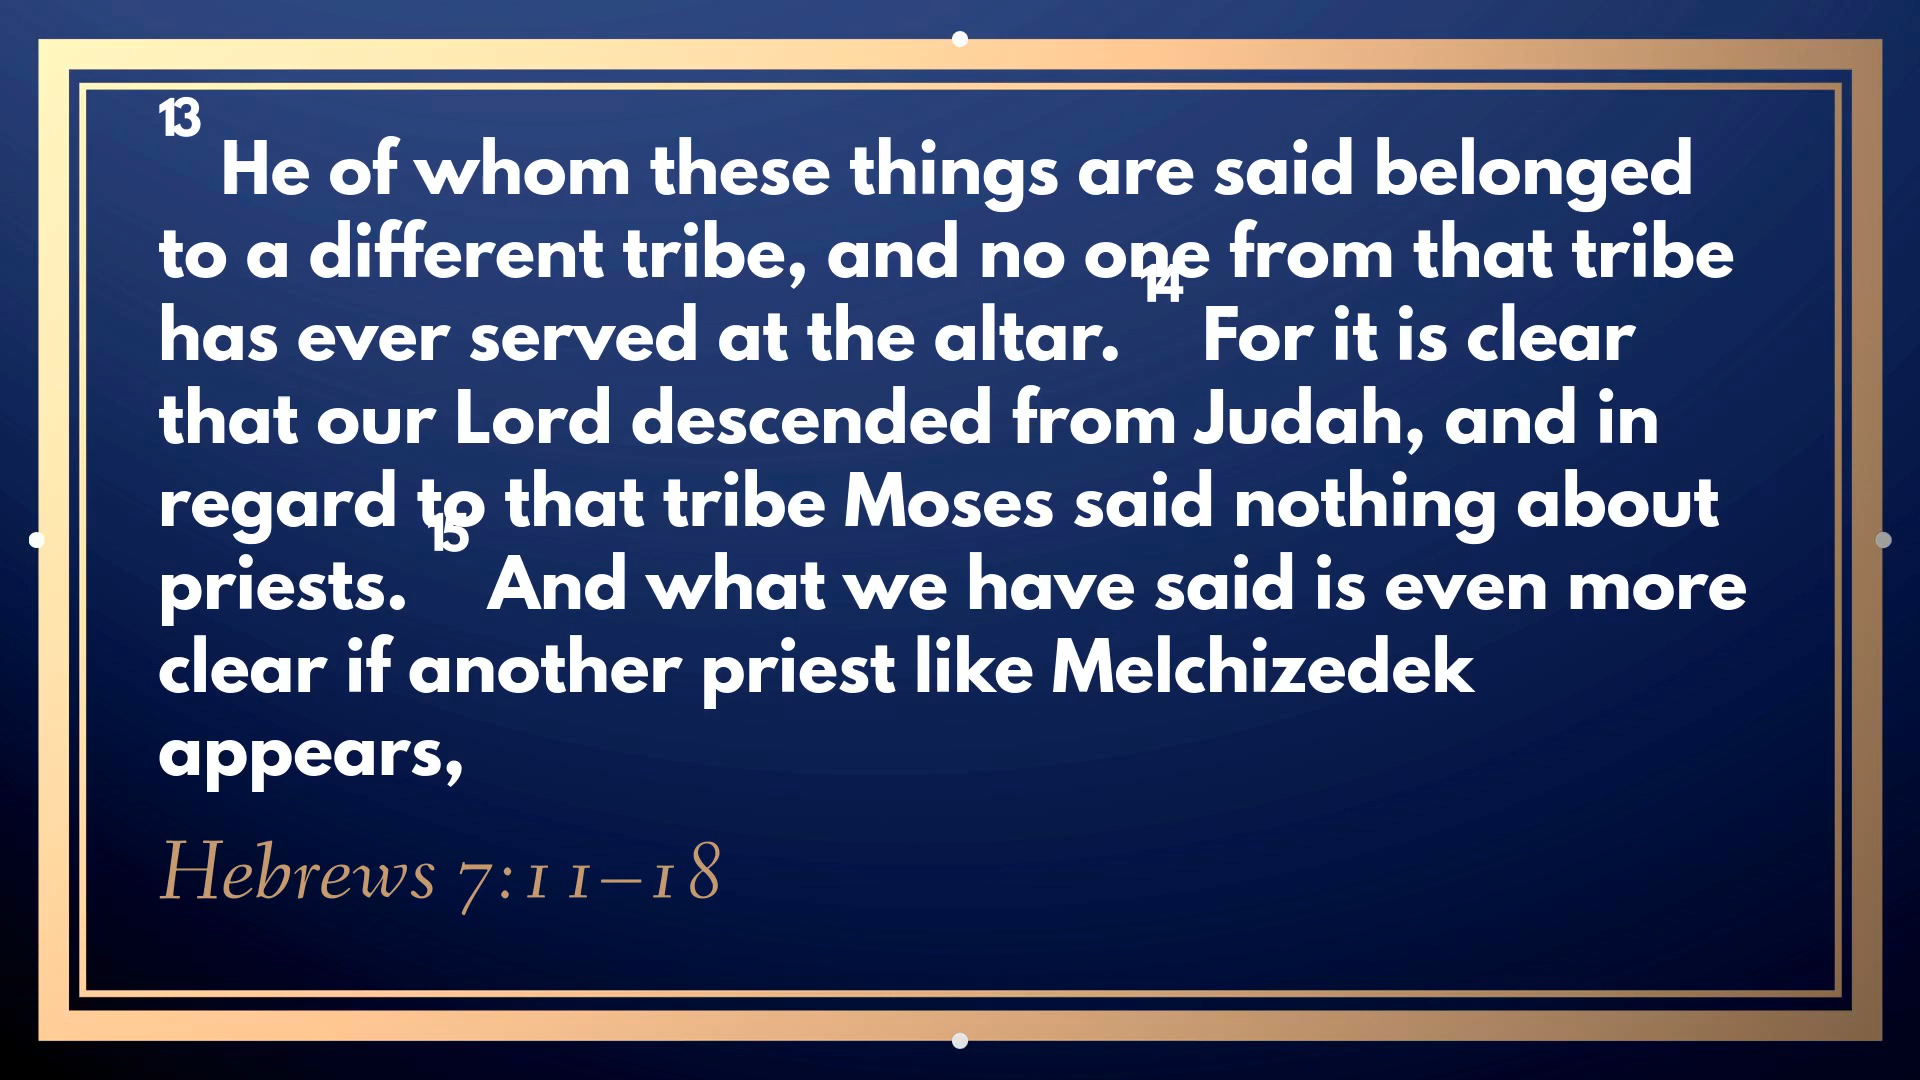 13 He of whom these things are said belonged
to a different tribe, and no one from that tribe
has ever served at the altar. 14 For it is clear
that our Lord descended from Judah, and in
regard to that tribe Moses said nothing about
priests. 15 And what we have said is even more
clear if another priest like Melchizedek
appears,
Hebrews 7:11–18